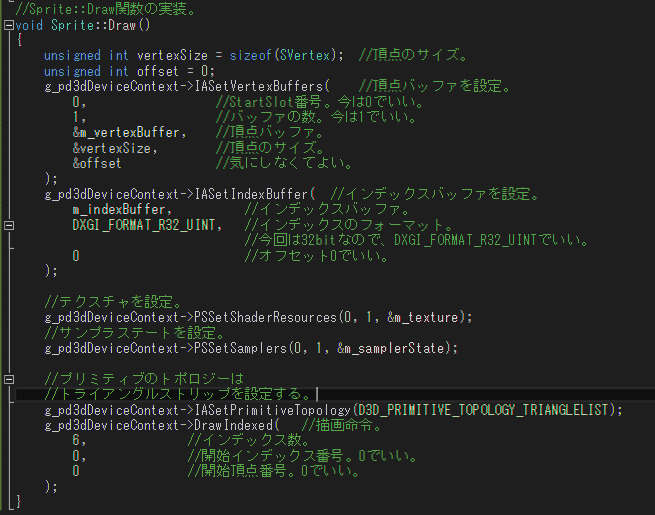 //Sprite::Draw関数の実装。
void Sprite::Draw()
{
unsigned int vertexSize = sizeof(SVertex); //頂点のサイズ。
unsigned int offset = 0;
g_pd3dDeviceContext->IASetVertexBuffers( //頂点バッファを設定。
0, //StartSlot番号。今は0でいい。
1, //バッファの数。今は1でいい。
&m_vertexBuffer, //頂点バッファ。
&vertexSize, //頂点のサイズ。
&offset //気にしなくてよい。
);
g_pd3dDeviceContext->IASetIndexBuffer( //インデックスバッファを設定。
m_indexBuffer, //インデックスバッファ。
DXGI_FORMAT_R32_UINT, //インデックスのフォーマット。
//今回は32bitなので、DXGI_FORMAT_R32_UINTでいい。
0 //オフセット0でいい。
);
//テクスチャを設定。
g_pd3dDeviceContext->PSSetShaderResources(0, 1, &m_texture);
//サンプラステートを設定。
g_pd3dDeviceContext->PSSetSamplers(0, 1, &m_samplerState);
//プリミティブのトポロジーは
//トライアングルストリップを設定する。
g_pd3dDeviceContext->IASetPrimitiveTopology(D3D_PRIMITIVE_TOPOLOGY_TRIANGLELIST);
g_pd3dDeviceContext->DrawIndexed( //描画命令。
6, //インデックス数。
0, //開始インデックス番号。0でいい。
0 //開始頂点番号。0でいい。
);
}